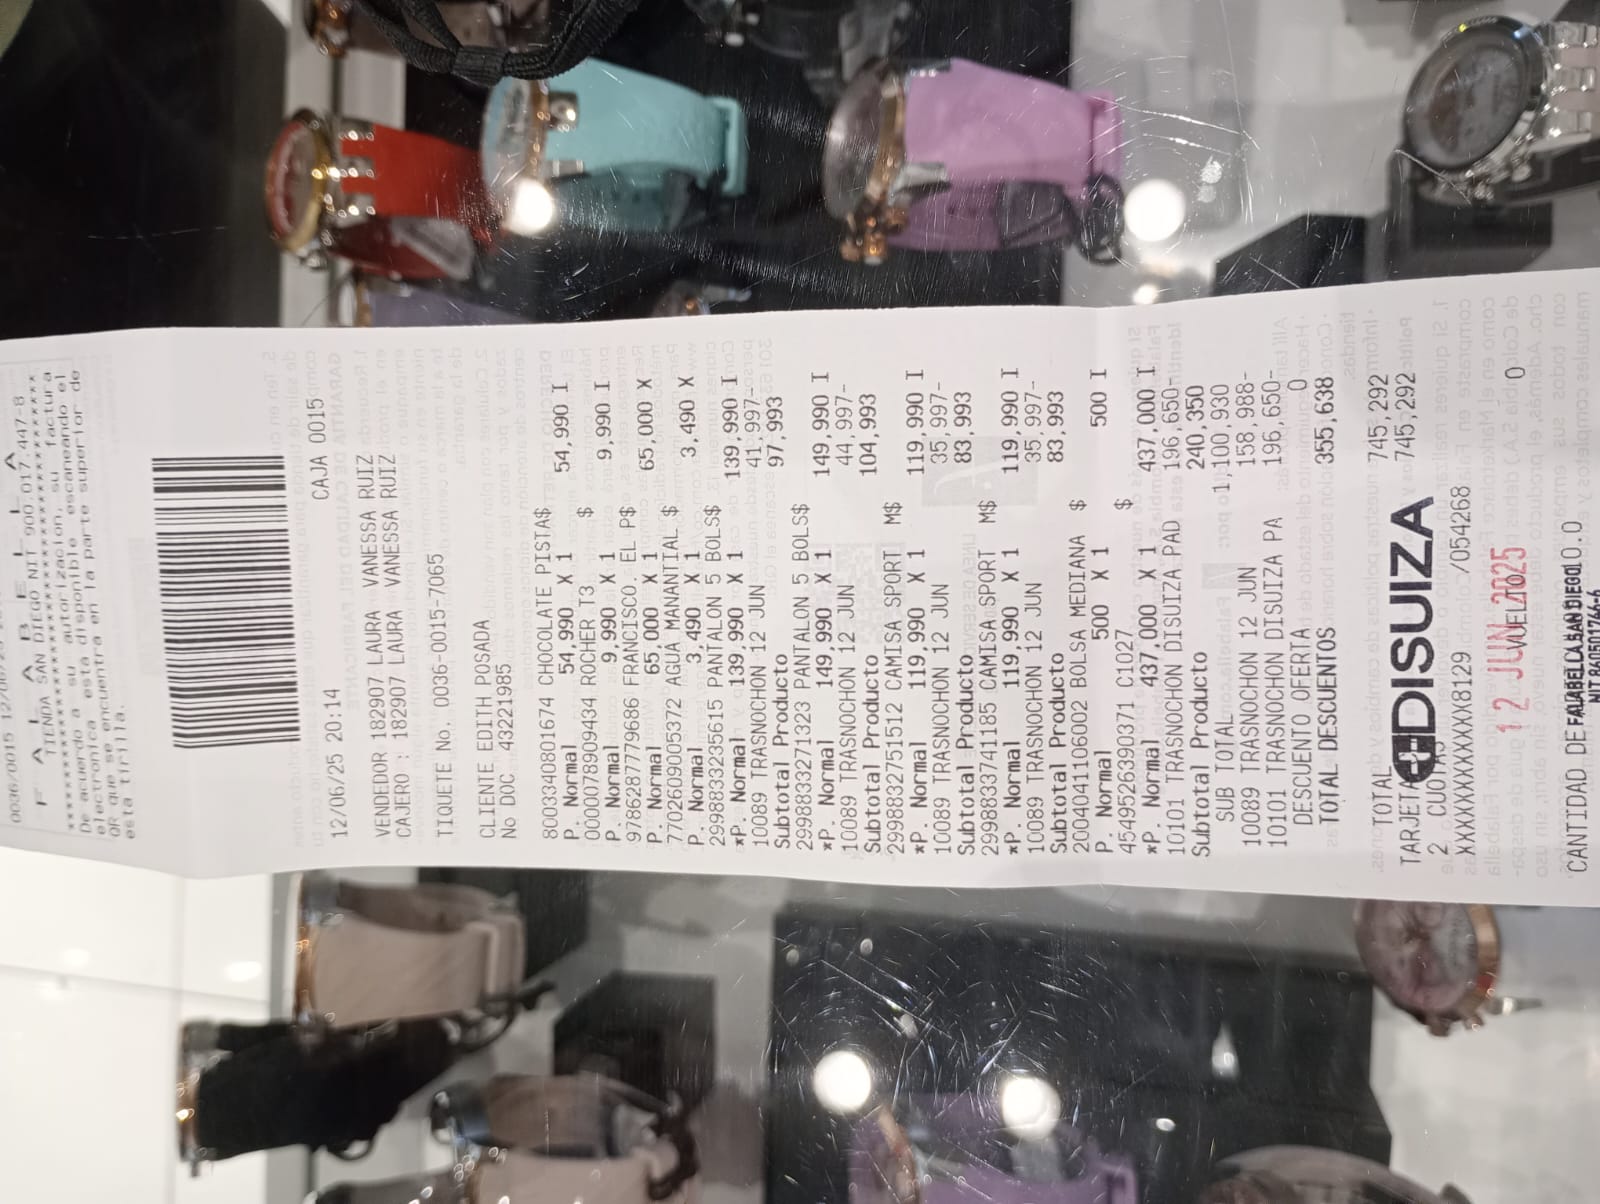 0036/0015 12/06/25
F A L A B E L L A
TIENDA SAN DIEGO NIT 900.017.447-8
************************************
De acuerdo a su autorización, su factura
electronica esta disponible escaneando el
QR que se encuentra en la parte superior de
esta tirilla.
12/06/25 20:14 CAJA 0015
VENDEDOR 182907 LAURA VANESSA RUIZ
CAJERO : 182907 LAURA VANESSA RUIZ
TIQUETE No. 0036-0015-7065
CLIENTE EDITH POSADA
No DOC 43221985
8003340801674 CHOCOLATE PISTA$
P. Normal 54,990 X 1 54,990 I
0000078909434 ROCHER T3 $
P. Normal 9,990 X 1 9,990 I
9786287779686 FRANCISCO. EL P$
P. Normal 65,000 X 1 65,000 X
7702609005372 AGUA MANANTIAL $
P. Normal 3,490 X 1 3,490 X
2998833235615 PANTALON 5 BOLS$
*P. Normal 139,990 X 1 139,990 I
10089 TRASNOCHON 12 JUN 41,997-
Subtotal Producto 97,993
2998832771323 PANTALON 5 BOLS$
*P. Normal 149,990 X 1 149,990 I
10089 TRASNOCHON 12 JUN 44,997-
Subtotal Producto 104,993
2998832751512 CAMISA SPORT M$
*P. Normal 119,990 X 1 119,990 I
10089 TRASNOCHON 12 JUN 35,997-
Subtotal Producto 83,993
2998833741185 CAMISA SPORT M$
*P. Normal 119,990 X 1 119,990 I
10089 TRASNOCHON 12 JUN 35,997-
Subtotal Producto 83,993
2004041106002 BOLSA MEDIANA $
P. Normal 500 X 1 500 I
4549526390371 C1027 $
*P. Normal 437,000 X 1 437,000 I
10101 TRASNOCHON DISUIZA PAD 196,650-
Subtotal Producto 240,350
SUB TOTAL 1,100,930
10089 TRASNOCHON 12 JUN 158,988-
10101 TRASNOCHON DISUIZA PA 196,650-
DESCUENTO OFERTA 0
TOTAL DESCUENTOS 355,638
TOTAL 745,292
TARJETA 745,292
DISUIZA
2 CUOTAS
XXXXXXXXXXXX8129 /054268
12 JUN 2025
VUELTO 0
FALABELLA SAN DIEGO
CANTIDAD DE
NIT 860501766-6